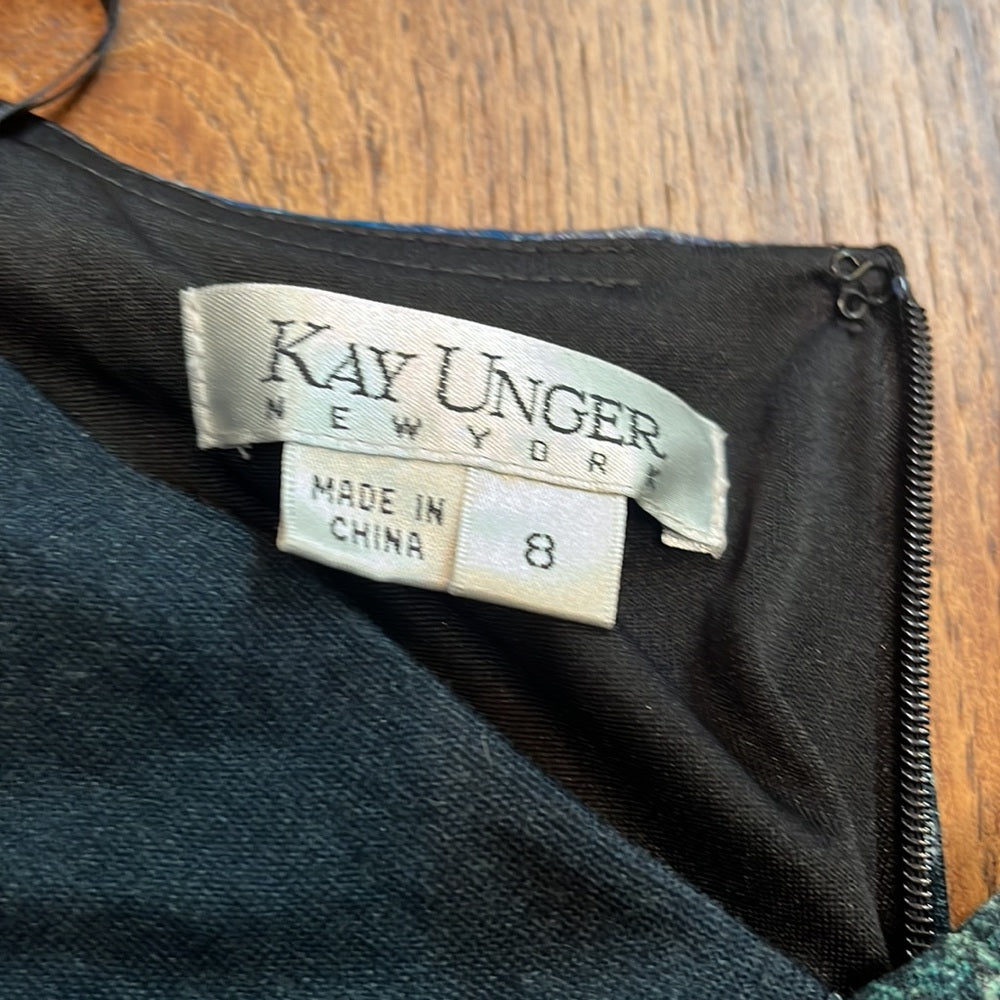 KAY UNGER
NEW YORK
MADE IN
CHINA
8